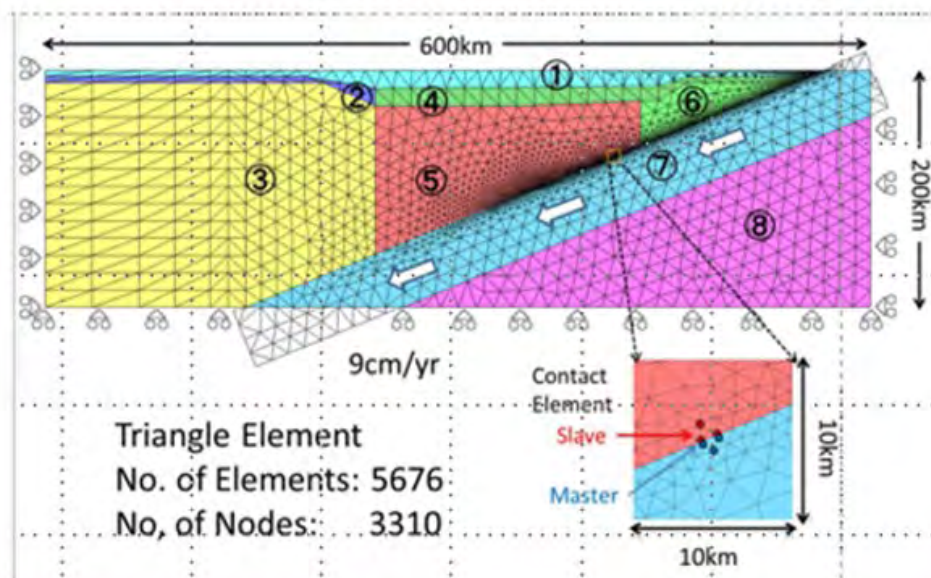 600km
①
②
④
⑥
③
⑤
⑦
⑧
200km
9cm/yr
Contact
Element
Slave
Master
10km
10km
Triangle Element
No. of Elements: 5676
No, of Nodes: 3310